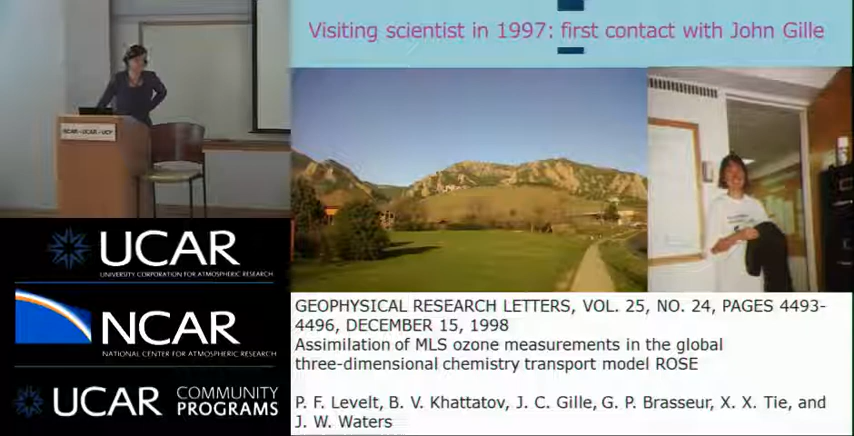 Visiting scientist in 1997: first contact with John Gille
NCAR-UCAR-UCP
UCAR
UNIVERSITY CORPORATION FOR ATMOSPHERIC RESEARCH
NCAR
NATIONAL CENTER FOR ATMOSPHERIC RESEARCH
UCAR COMMUNITY
PROGRAMS
GEOPHYSICAL RESEARCH LETTERS, VOL. 25, NO. 24, PAGES 4493-
4496, DECEMBER 15, 1998
Assimilation of MLS ozone measurements in the global
three-dimensional chemistry transport model ROSE
P. F. Levelt, B. V. Khattatov, J. C. Gille, G. P. Brasseur, X. X. Tie, and
J. W. Waters